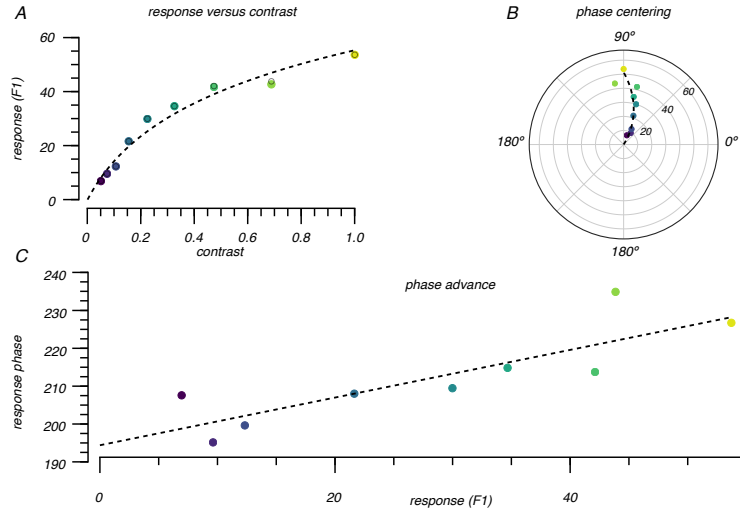 A
response versus contrast
B
phase centering
response (F1)
60
40
20
0
0
0.2
0.4
0.6
0.8
1.0
contrast
90º
60
40
20
180º
0º
180º
C
phase advance
response phase
240
230
220
210
200
190
0
20
40
response (F1)